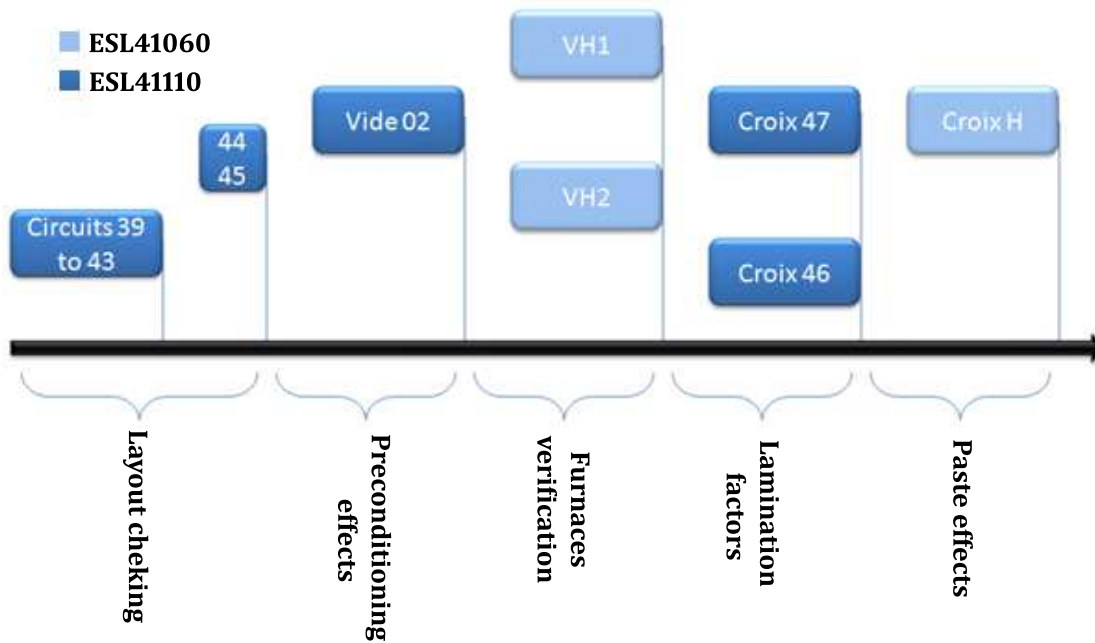 ESL41060
ESL41110
VH1
Vide 02
Croix 47
Croix H
44
45
VH2
Circuits 39
to 43
Croix 46
Layout cheking
Preconditioning
effects
Furnaces
verification
Lamination
factors
Paste effects